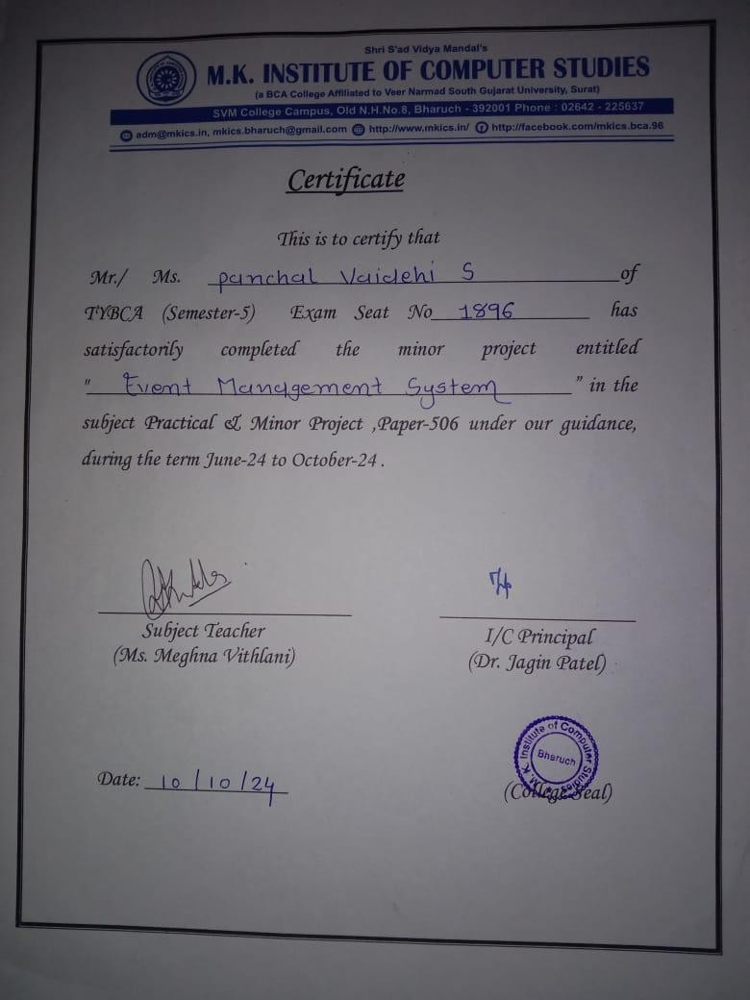 Shri S'ad Vidya Mandal's
M.K. INSTITUTE OF COMPUTER STUDIES
(a BCA College Affiliated to Veer Narmad South Gujarat University, Surat)
SVM College Campus, Old N.H.No.8, Bharuch - 392001 Phone : 02642 - 225637
adm@mkics.in, mkics.bharuch@gmail.com http://www.mkics.in/ http://facebook.com/mkics.bca.96
Certificate
This is to certify that
Mr./ Ms. Panchal Vaidehi S of
TYBCA (Semester-5) Exam Seat No 1896 has
satisfactorily completed the minor project entitled
" Event Management System " in the
subject Practical & Minor Project ,Paper-506 under our guidance,
during the term June-24 to October-24 .
Subject Teacher
(Ms. Meghna Vithlani)
I/C Principal
(Dr. Jagin Patel)
Date: 10/10/24
M. K. Institute of Computer Studies
Bharuch
(College Seal)